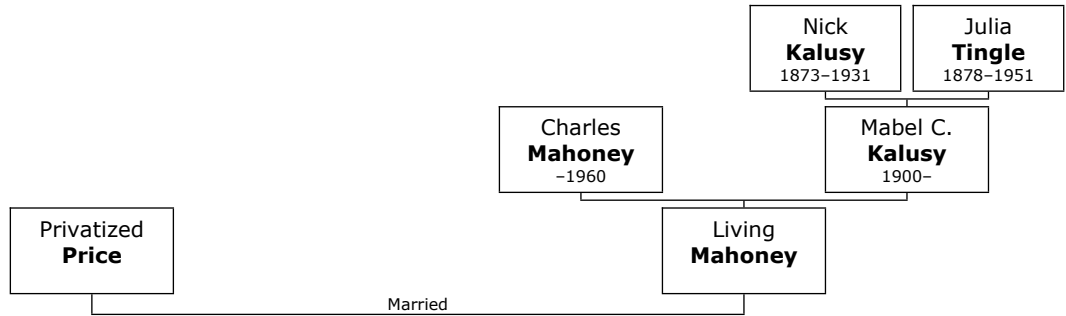 Nick
Kalusy
1873–1931
Julia
Tingle
1878–1951
Charles
Mahoney
–1960
Mabel C.
Kalusy
1900–
Privatized
Price
Living
Mahoney
Married